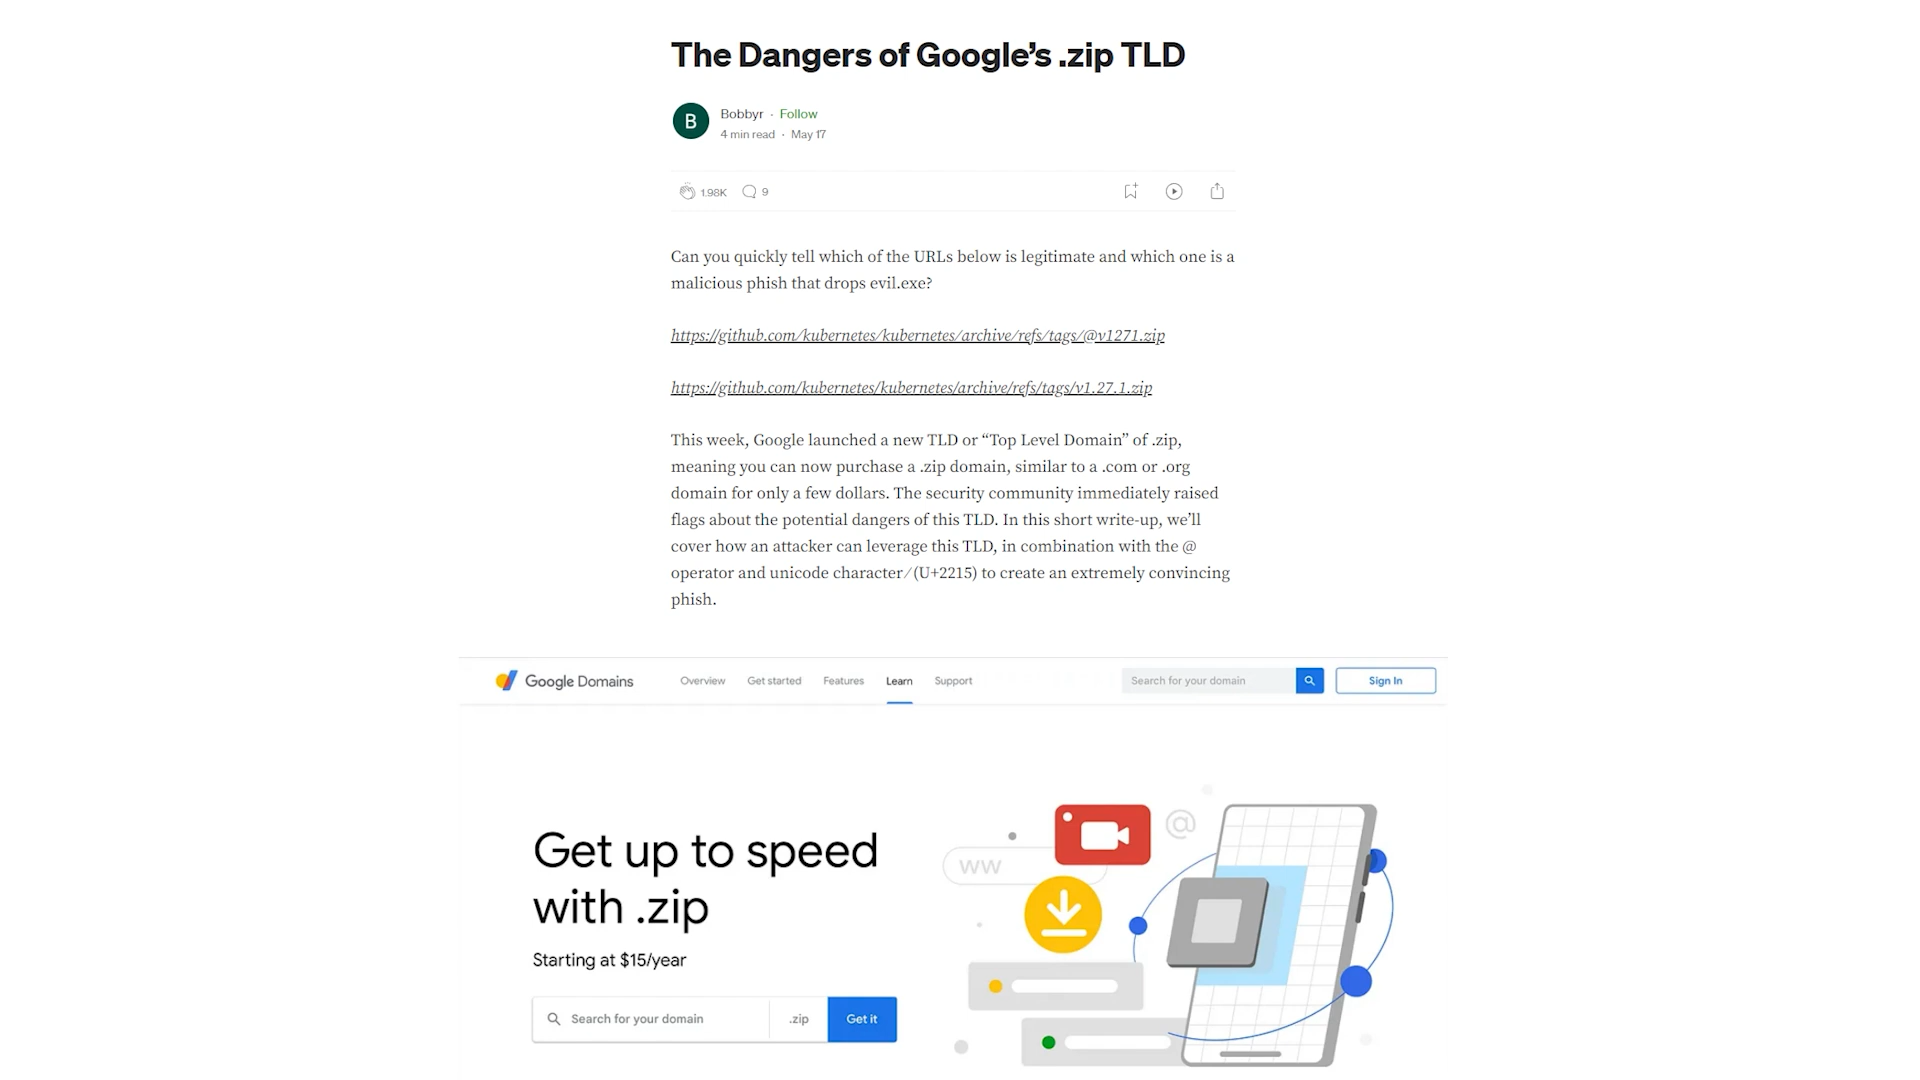 The Dangers of Google’s .zip TLD
B
Bobbyr · Follow
4 min read · May 17
1.98K 9
Can you quickly tell which of the URLs below is legitimate and which one is a
malicious phish that drops evil.exe?
https://github.com∕kubernetes∕kubernetes∕archive∕refs∕tags∕@v1271.zip
https://github.com/kubernetes/kubernetes/archive/refs/tags/v1.27.1.zip
This week, Google launched a new TLD or “Top Level Domain” of .zip,
meaning you can now purchase a .zip domain, similar to a .com or .org
domain for only a few dollars. The security community immediately raised
flags about the potential dangers of this TLD. In this short write-up, we’ll
cover how an attacker can leverage this TLD, in combination with the @
operator and unicode character ∕ (U+2215) to create an extremely convincing
phish.
Google Domains Overview Get started Features Learn Support Search for your domain Sign In
Get up to speed
with .zip
Starting at $15/year
Search for your domain .zip Get it
ww
@